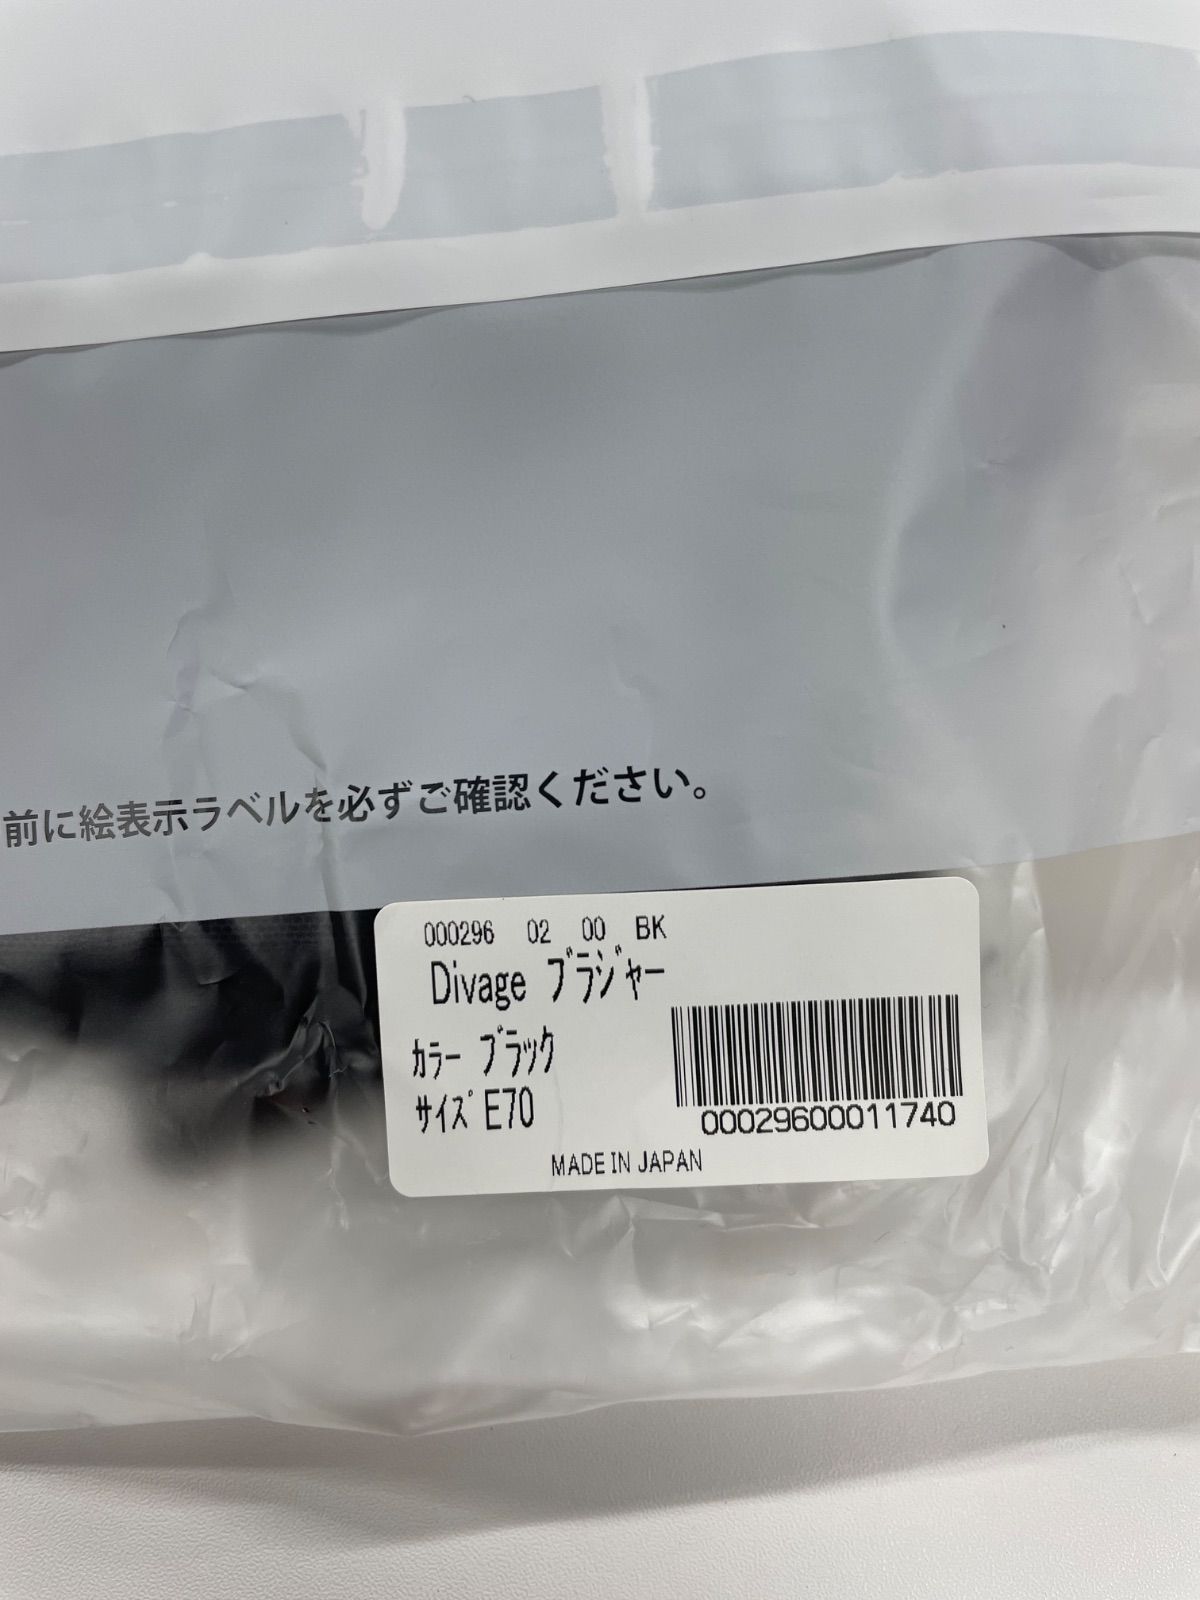 前に絵表示ラベルを必ずご確認ください。
000296 02 00 BK
Divage ブラジャー
カラー ブラック
サイズ E70
00029600011740
MADE IN JAPAN